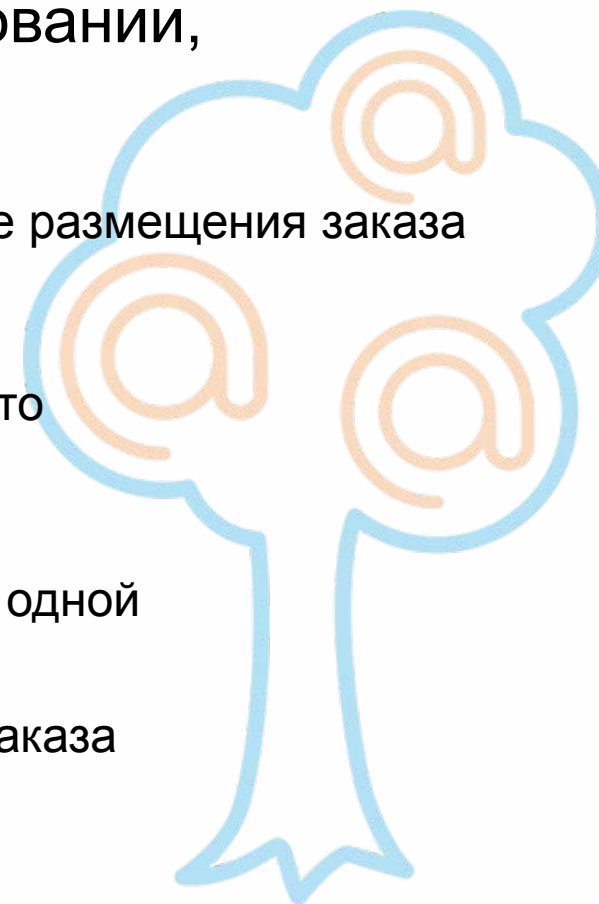 овании,
е размещения заказа
то
одной
аказа